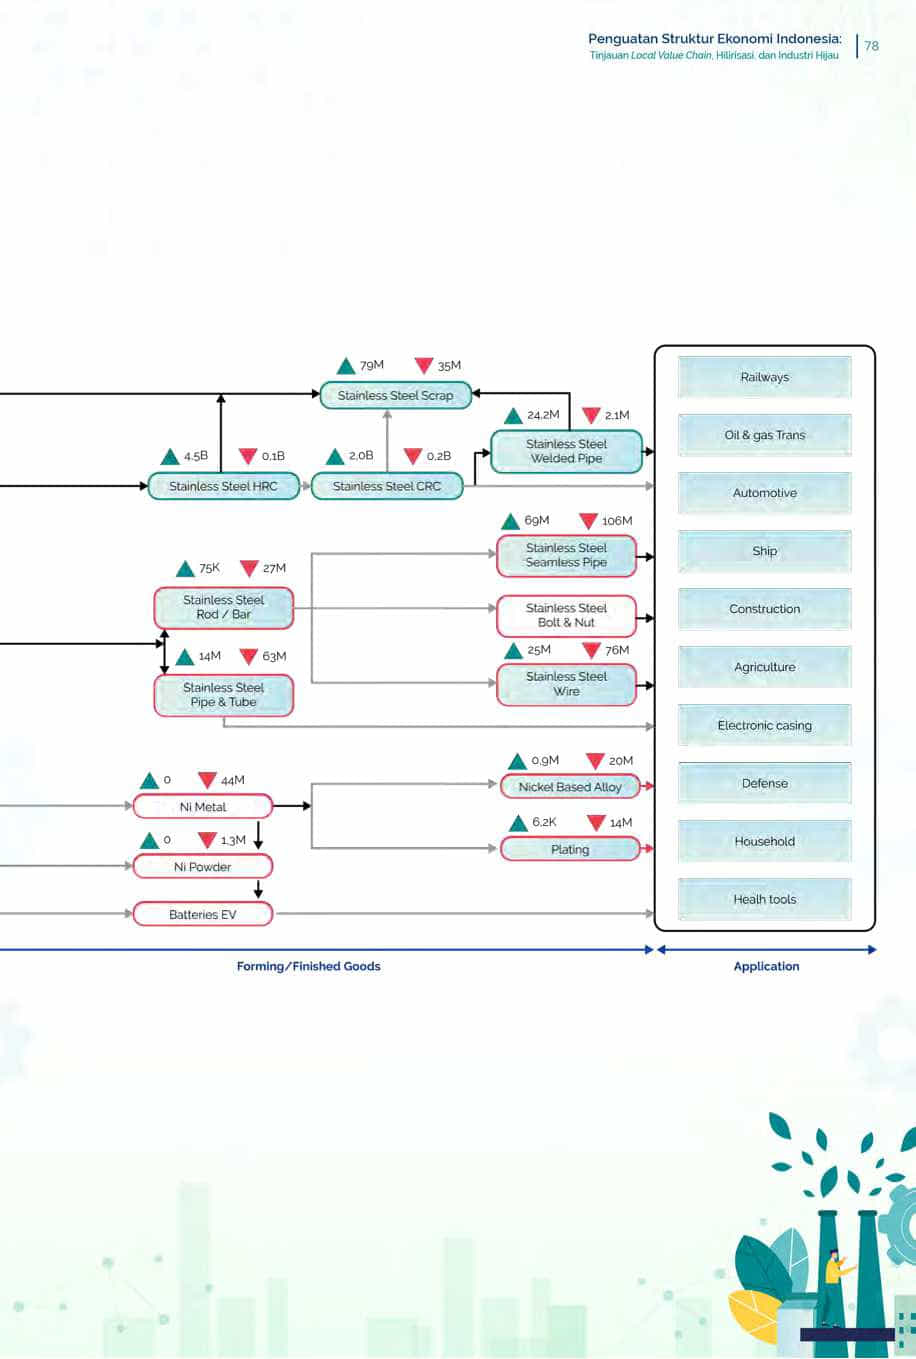 Penguatan Struktur Ekonomi Indonesia:
Tinjauan Local Value Chain, Hilirisasi, dan Industri Hijau
78
79M 35M
Stainless Steel Scrap
24,2M 2,1M
Stainless Steel
Welded Pipe
4.5B 0,1B
Stainless Steel HRC
2,0B 0,2B
Stainless Steel CRC
69M 106M
Stainless Steel
Seamless Pipe
75K 27M
Stainless Steel
Rod / Bar
Stainless Steel
Bolt & Nut
14M 63M
Stainless Steel
Pipe & Tube
25M 76M
Stainless Steel
Wire
0 44M
Ni Metal
0,9M 20M
Nickel Based Alloy
0 1,3M
Ni Powder
6.2K 14M
Plating
Batteries EV
Railways
Oil & gas Trans
Automotive
Ship
Construction
Agriculture
Electronic casing
Defense
Household
Healh tools
Forming/Finished Goods
Application